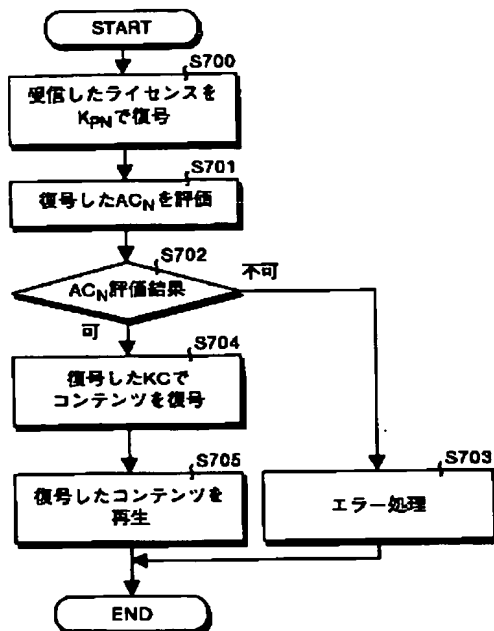 START
S700
受信したライセンスを
KPNで復号
S701
復号したACNを評価
S702
ACN評価結果
不可
可
S704
復号したKCで
コンテンツを復号
S705
復号したコンテンツを
再生
S703
エラー処理
END